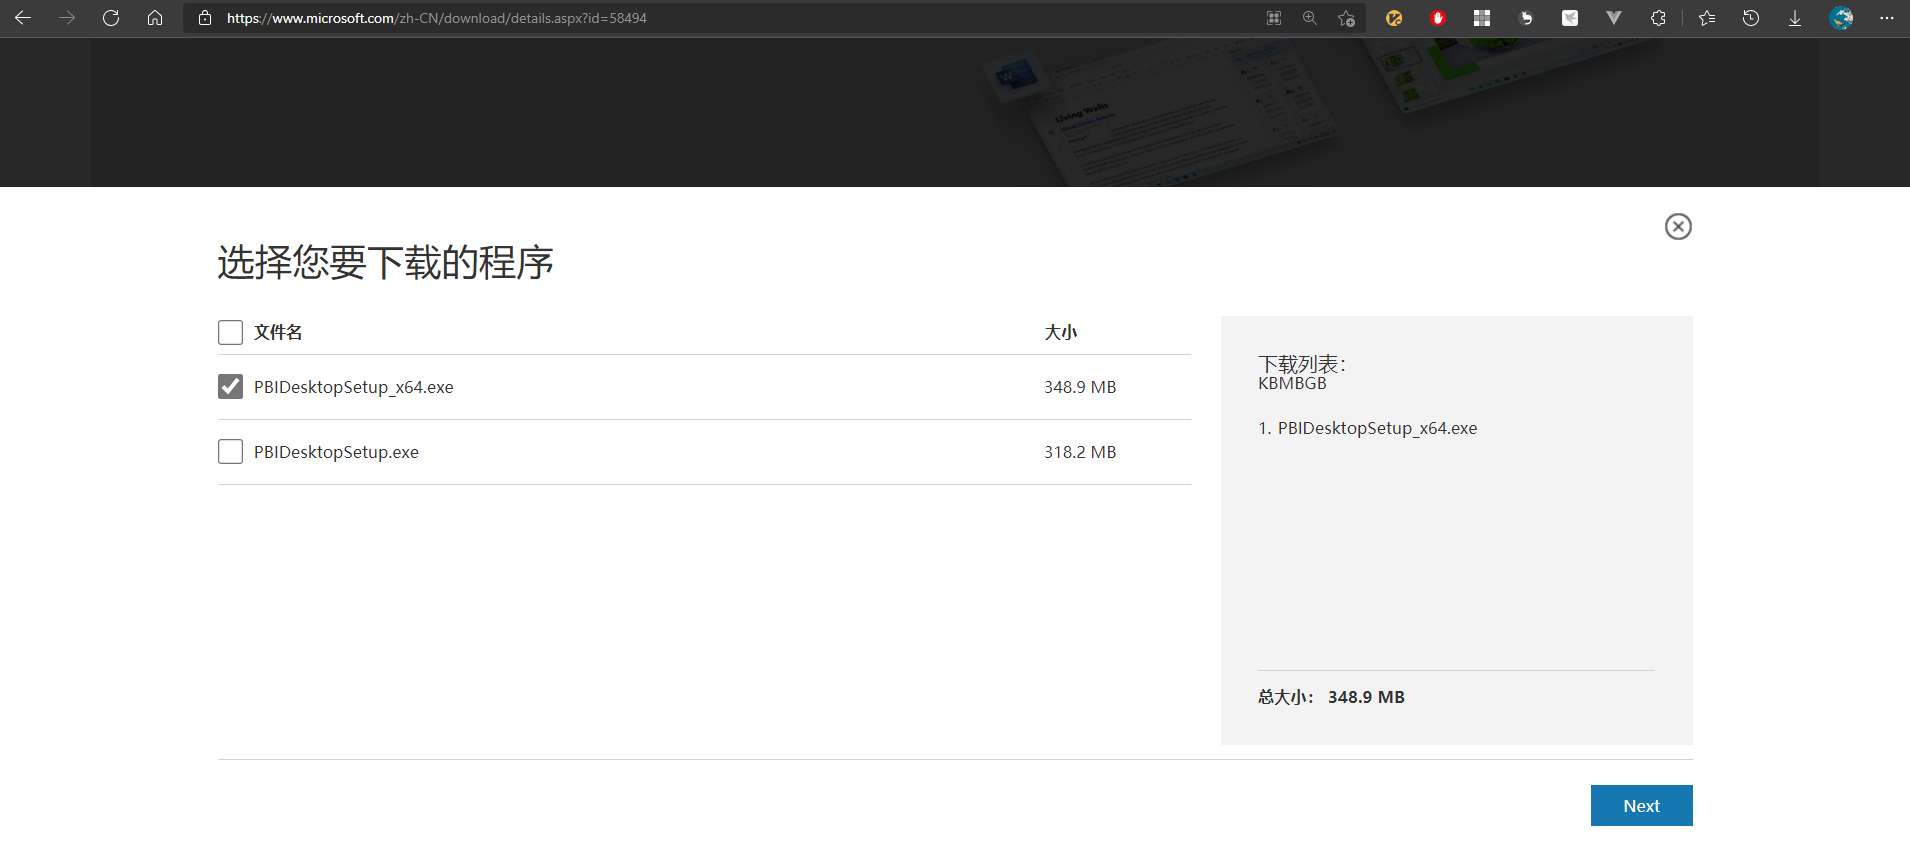 https://www.microsoft.com/zh-CN/download/details.aspx?id=58494
Living Walls
选择您要下载的程序
文件名 大小
PBIDesktopSetup_x64.exe 348.9 MB
PBIDesktopSetup.exe 318.2 MB
下载列表：
KBMBGB
1. PBIDesktopSetup_x64.exe
总大小： 348.9 MB
Next